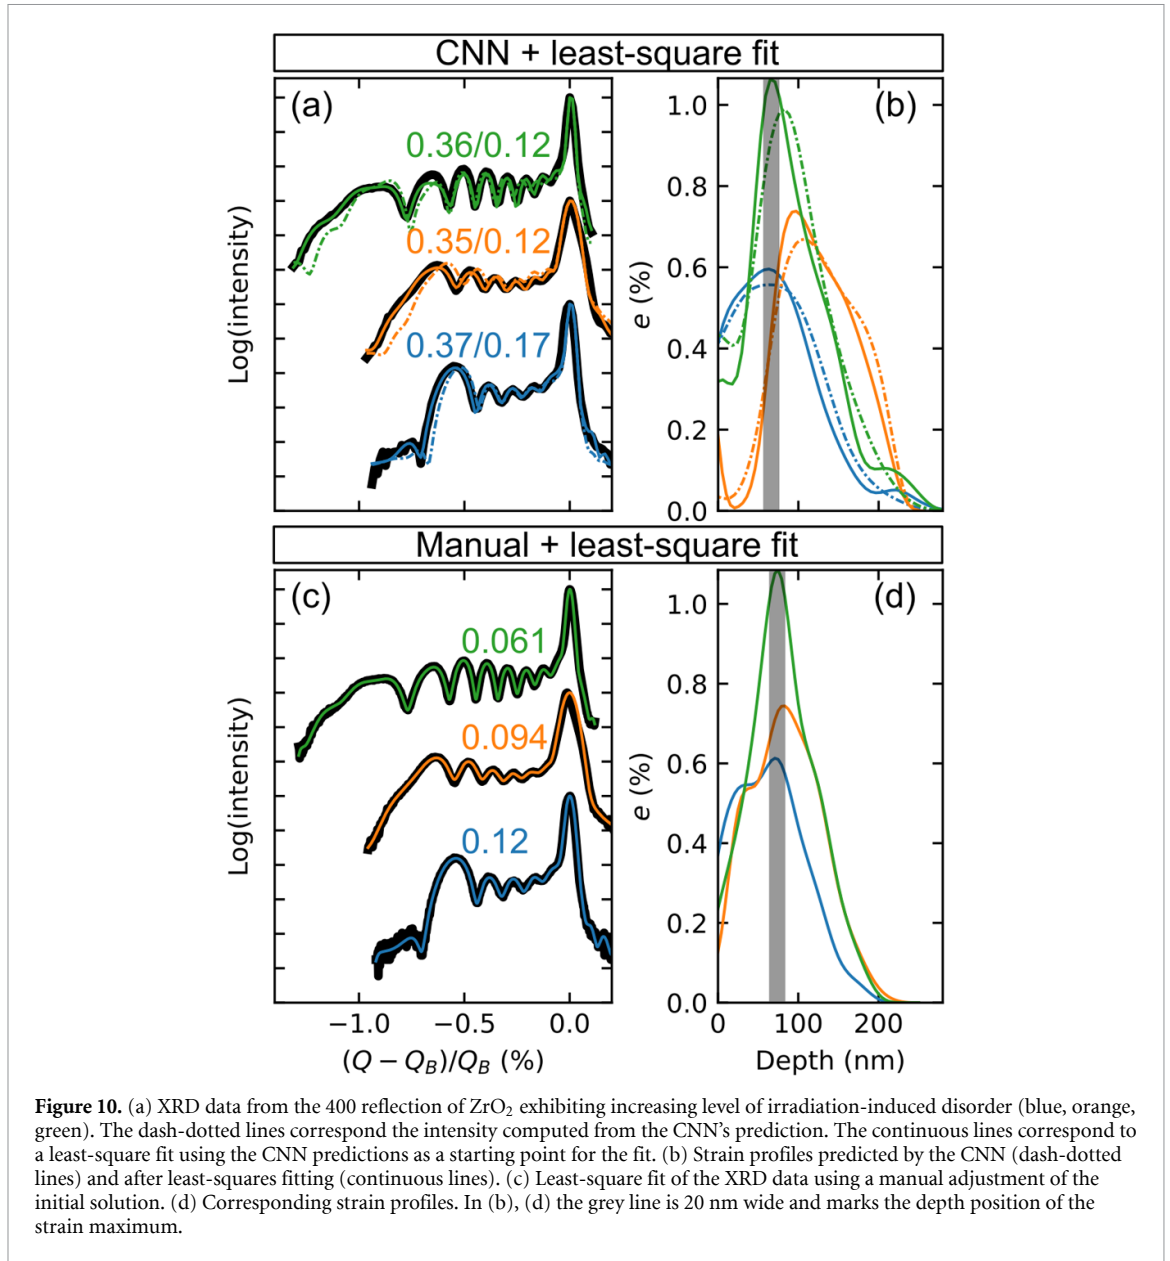 CNN + least-square fit
(a)
0.36/0.12
0.35/0.12
0.37/0.17
Log(intensity)
(b)
1.0
0.8
0.6
0.4
0.2
0.0
e (%)
Manual + least-square fit
(c)
0.061
0.094
0.12
Log(intensity)
−1.0 −0.5 0.0
(Q − Q_B)/Q_B (%)
(d)
1.0
0.8
0.6
0.4
0.2
0.0
e (%)
0 100 200
Depth (nm)
Figure 10. (a) XRD data from the 400 reflection of ZrO₂ exhibiting increasing level of irradiation-induced disorder (blue, orange,
green). The dash-dotted lines correspond the intensity computed from the CNN’s prediction. The continuous lines correspond to
a least-square fit using the CNN predictions as a starting point for the fit. (b) Strain profiles predicted by the CNN (dash-dotted
lines) and after least-squares fitting (continuous lines). (c) Least-square fit of the XRD data using a manual adjustment of the
initial solution. (d) Corresponding strain profiles. In (b), (d) the grey line is 20 nm wide and marks the depth position of the
strain maximum.